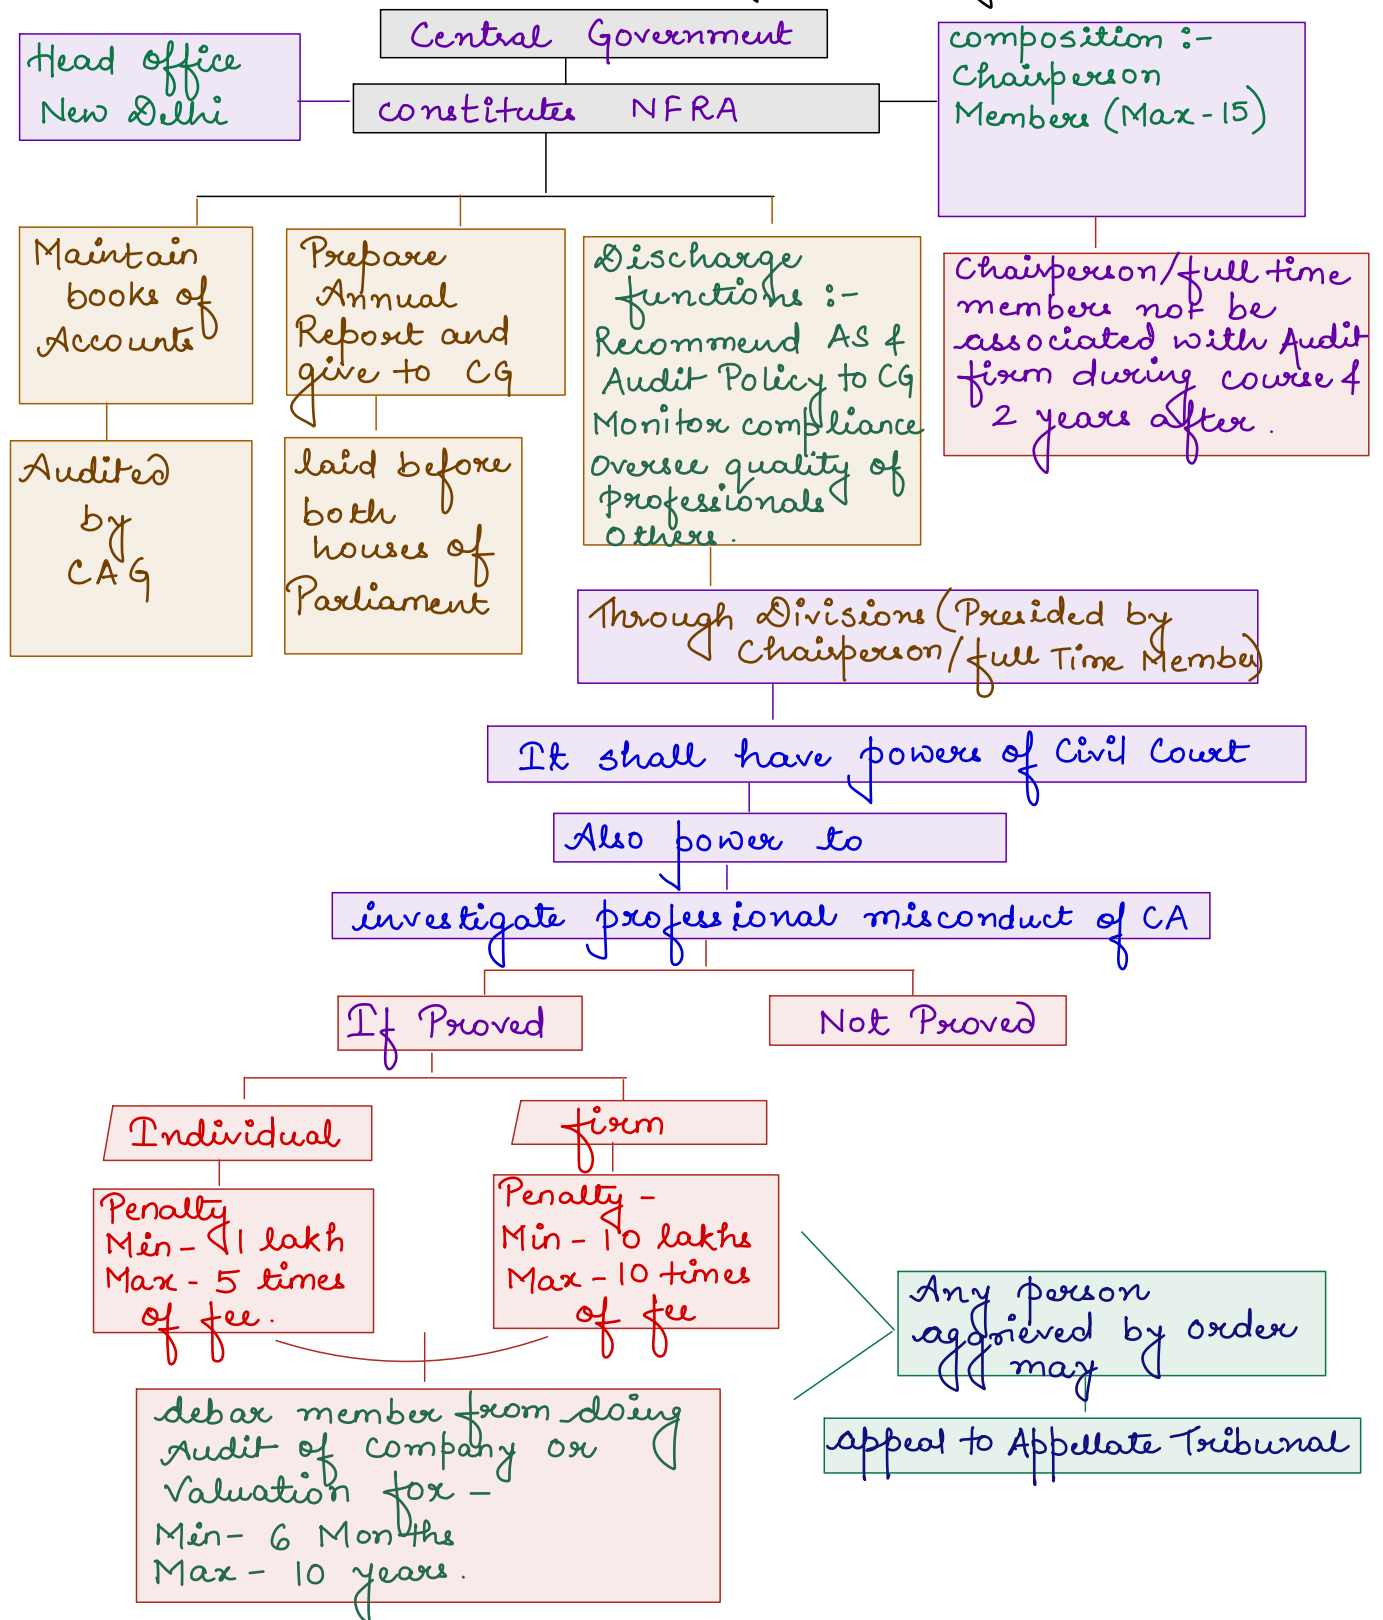 Central Government
constitutes NFRA
Head office
New Delhi
composition :-
Chairperson
Members (Max - 15)
Chairperson/full time
members not be
associated with Audit
firm during course &
2 years after.
Maintain
books of
Accounts
Audited
by
CAG
Prepare
Annual
Report and
give to CG
laid before
both
houses of
Parliament
Discharge
functions :-
Recommend AS &
Audit Policy to CG
Monitor compliance
Oversee quality of
professionals
Others.
Through Divisions (Presided by
Chairperson/full Time Member)
It shall have powers of Civil Court
Also power to
investigate professional misconduct of CA
If Proved
Not Proved
Individual
Penalty
Min - 1 lakh
Max - 5 times
of fee.
firm
Penalty -
Min - 10 lakhs
Max - 10 times
of fee
debar member from doing
Audit of company or
Valuation for -
Min - 6 Months
Max - 10 years.
Any person
aggrieved by order
may
appeal to Appellate Tribunal